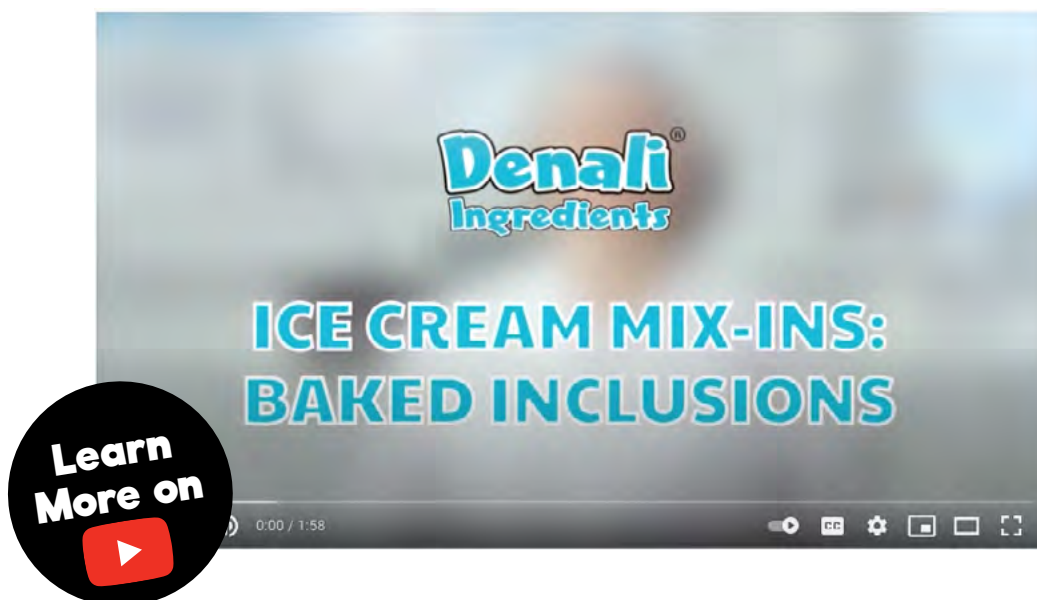 Denali®
Ingredients
ICE CREAM MIX-INS:
BAKED INCLUSIONS
Learn
More on
0:00 / 1:58
CC